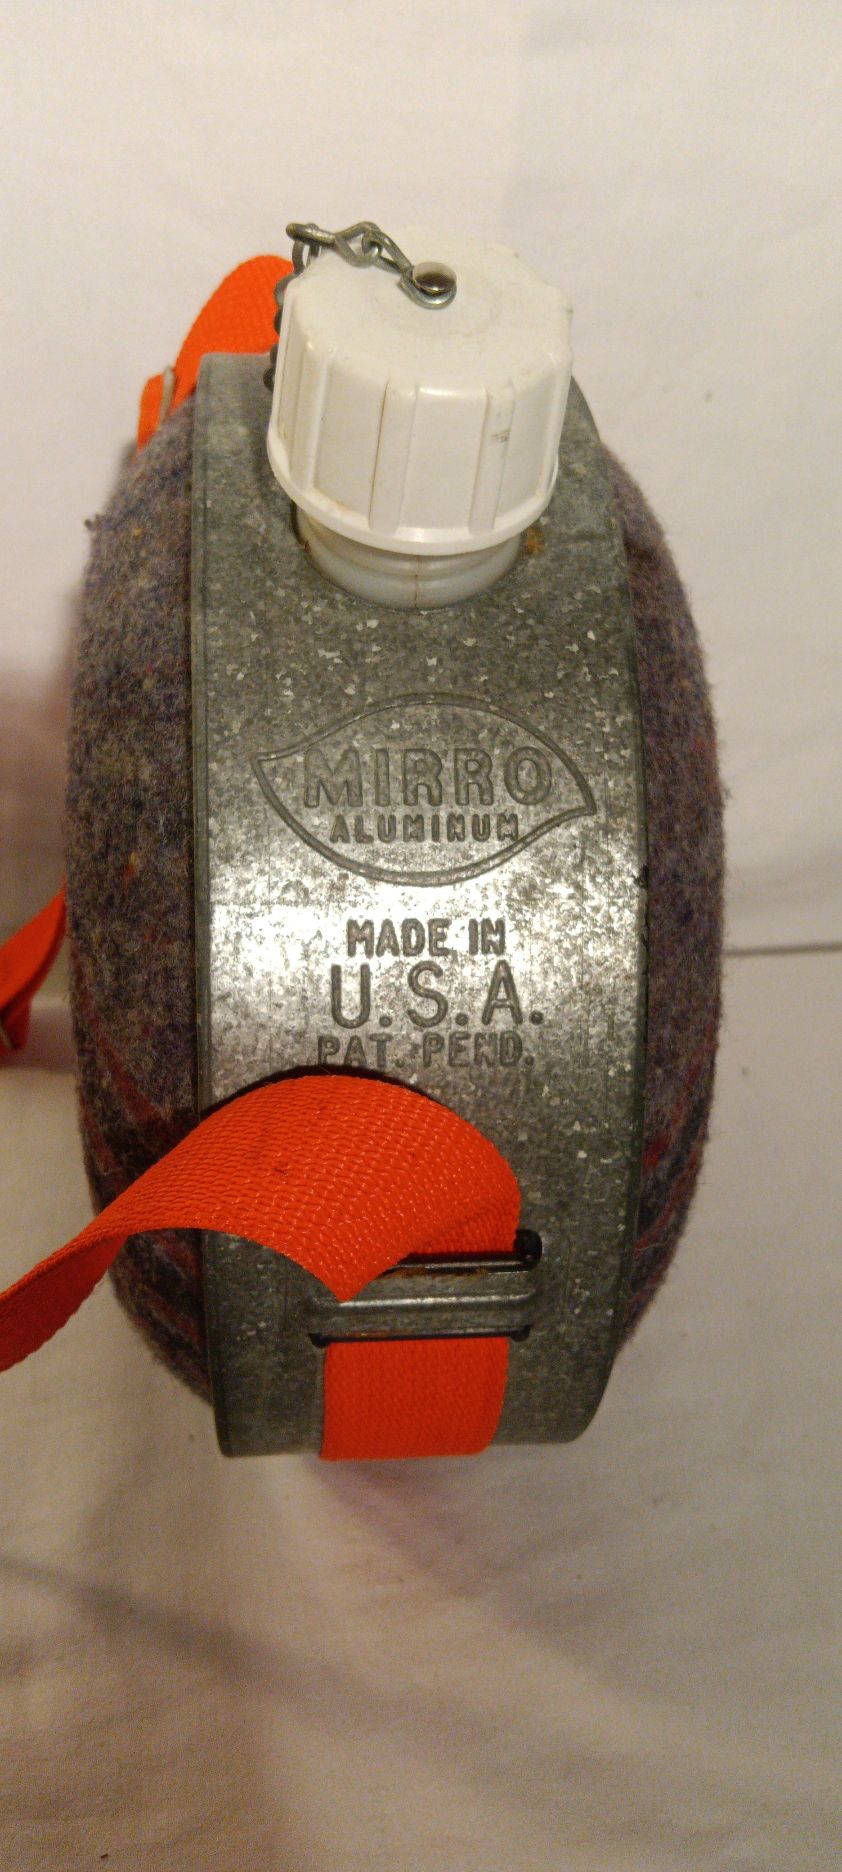 MIRRO
ALUMINUM
MADE IN
U.S.A.
PAT. PEND.